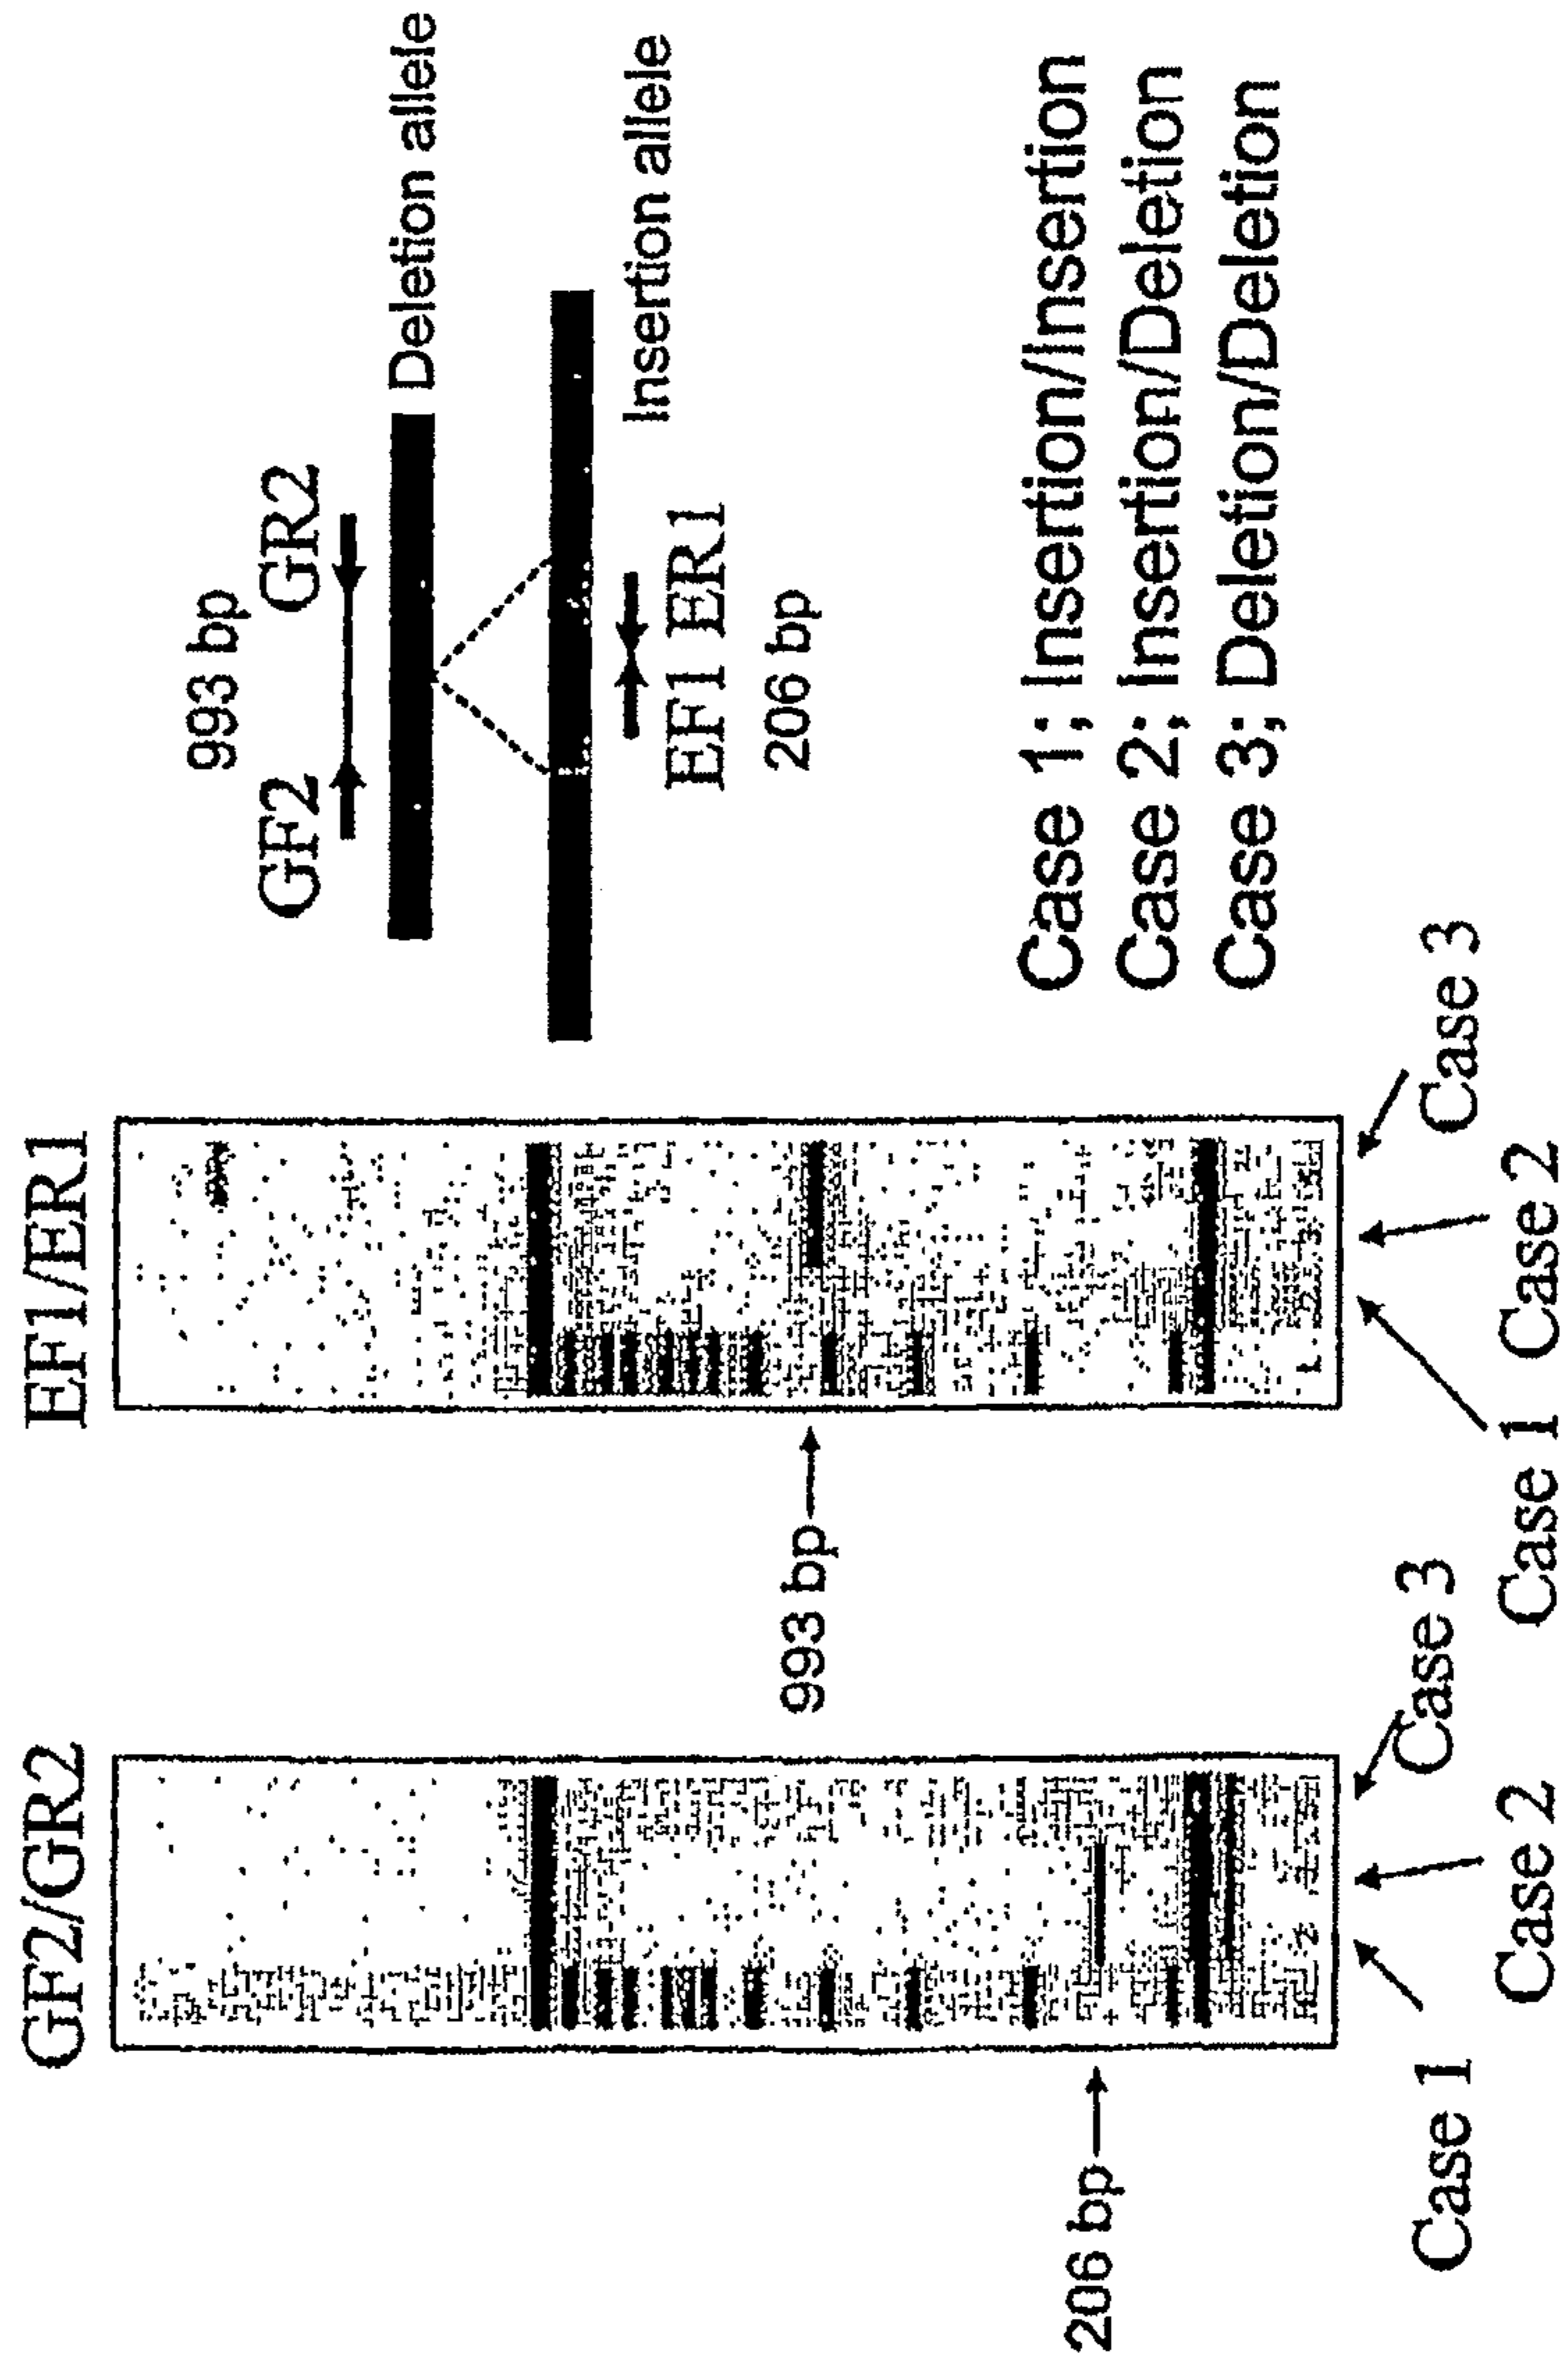 GF2/GR2
EF1/ER1
206 bp
993 bp
Case 1
Case 2
Case 3
Case 1
Case 2
Case 3
993 bp
GF2
GR2
Deletion allele
Insertion allele
EF1 ER1
206 bp
Case 1; Insertion/Insertion
Case 2; Insertion/Deletion
Case 3; Deletion/Deletion